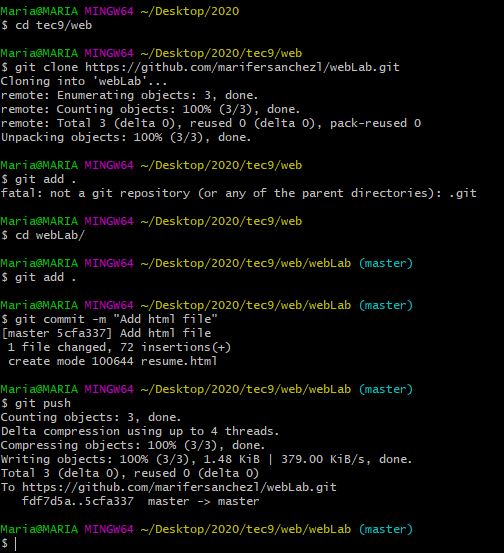 Maria@MARIA MINGW64 ~/Desktop/2020
$ cd tec9/web
Maria@MARIA MINGW64 ~/Desktop/2020/tec9/web
$ git clone https://github.com/marifersanchezl/webLab.git
Cloning into 'webLab'...
remote: Enumerating objects: 3, done.
remote: Counting objects: 100% (3/3), done.
remote: Total 3 (delta 0), reused 0 (delta 0), pack-reused 0
Unpacking objects: 100% (3/3), done.
Maria@MARIA MINGW64 ~/Desktop/2020/tec9/web
$ git add .
fatal: not a git repository (or any of the parent directories): .git
Maria@MARIA MINGW64 ~/Desktop/2020/tec9/web
$ cd webLab/
Maria@MARIA MINGW64 ~/Desktop/2020/tec9/web/webLab (master)
$ git add .
Maria@MARIA MINGW64 ~/Desktop/2020/tec9/web/webLab (master)
$ git commit -m "Add html file"
[master 5cfa337] Add html file
1 file changed, 72 insertions(+)
create mode 100644 resume.html
Maria@MARIA MINGW64 ~/Desktop/2020/tec9/web/webLab (master)
$ git push
Counting objects: 3, done.
Delta compression using up to 4 threads.
Compressing objects: 100% (3/3), done.
Writing objects: 100% (3/3), 1.48 KiB | 379.00 KiB/s, done.
Total 3 (delta 0), reused 0 (delta 0)
To https://github.com/marifersanchezl/webLab.git
fdf7d5a..5cfa337  master -> master
Maria@MARIA MINGW64 ~/Desktop/2020/tec9/web/webLab (master)
$